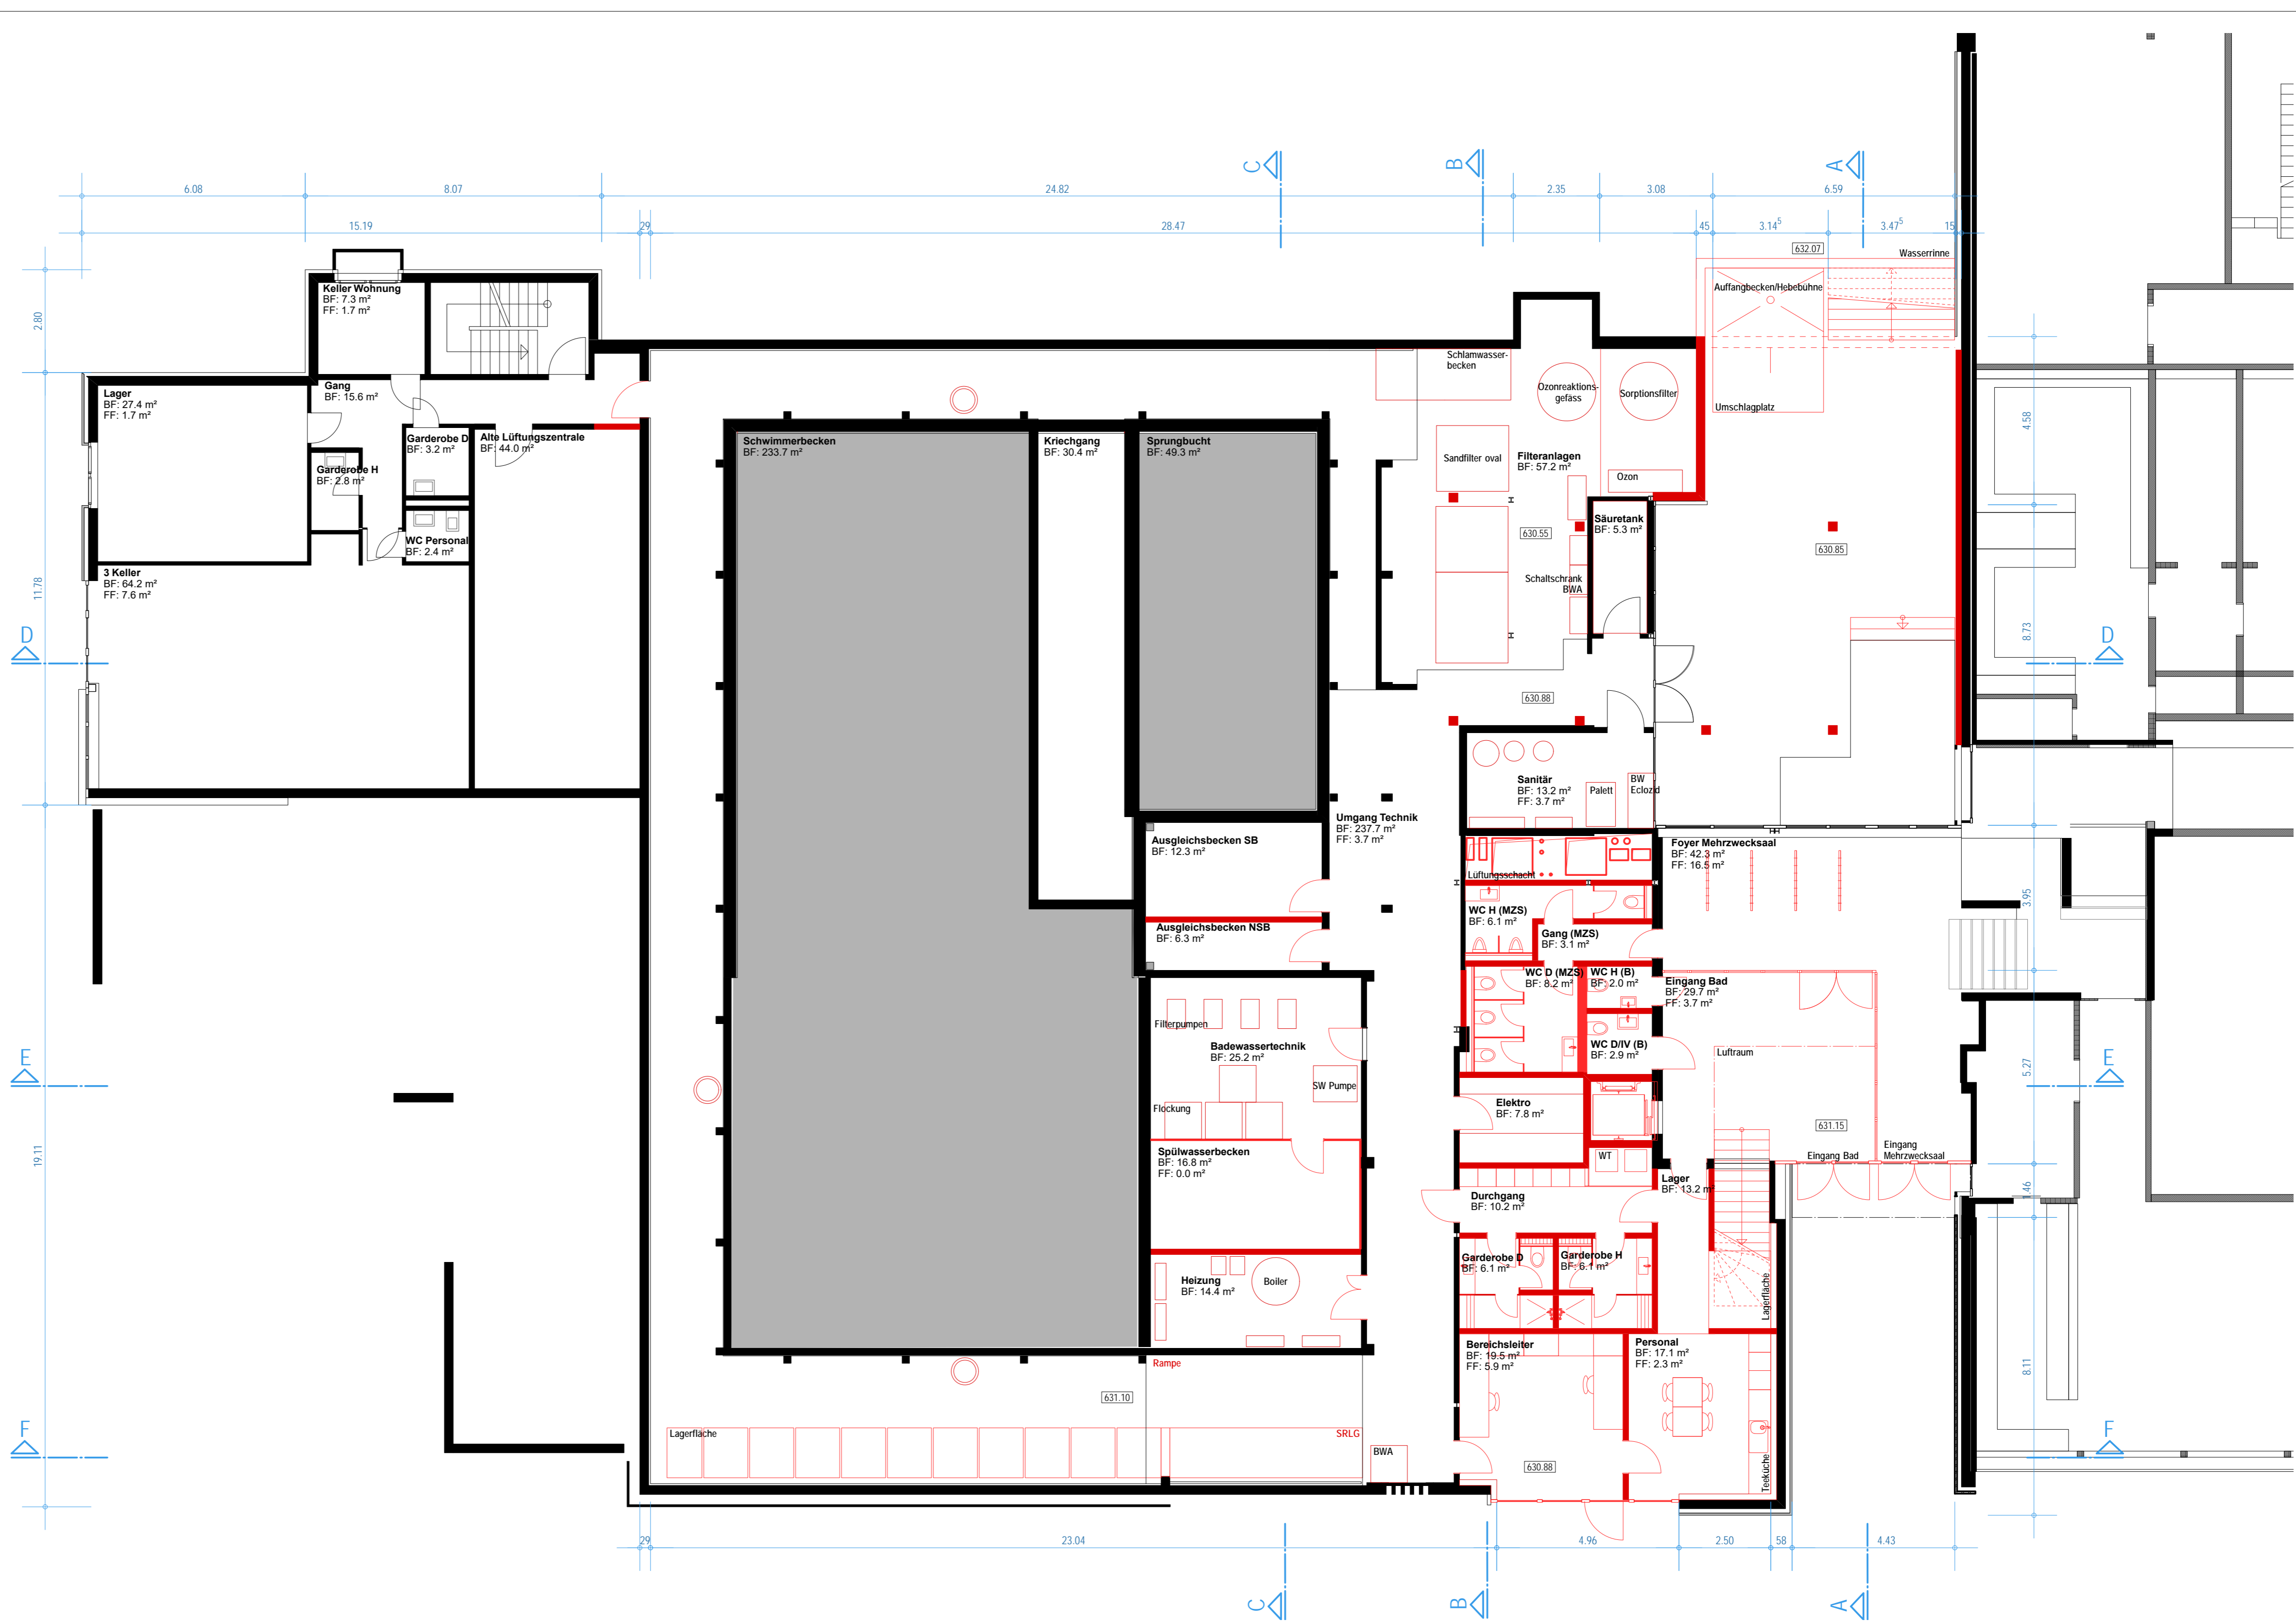 C
B
A
6.08
8.07
24.82
2.35
3.08
6.59
15.19
29
28.47
45
3.14⁵
3.47⁵
15
632.07
Wasserrinne
Auffangbecken/Hebebühne
Umschlagplatz
2.80
11.78
19.11
D
E
F
Keller Wohnung
BF: 7.3 m²
FF: 1.7 m²
Gang
BF: 15.6 m²
Lager
BF: 27.4 m²
FF: 1.7 m²
Garderobe D
BF: 3.2 m²
Alte Lüftungszentrale
BF: 44.0 m²
Garderobe H
BF: 2.8 m²
WC Personal
BF: 2.4 m²
3 Keller
BF: 64.2 m²
FF: 7.6 m²
Schwimmerbecken
BF: 233.7 m²
Kriechgang
BF: 30.4 m²
Sprungbucht
BF: 49.3 m²
Schlamwasser-
becken
Ozonreaktions-
gefäss
Sorptionsfilter
Sandfilter oval
Filteranlagen
BF: 57.2 m²
Ozon
Säuretank
BF: 5.3 m²
630.55
630.85
Schaltschrank
BWA
630.88
Sanitär
BF: 13.2 m²
FF: 3.7 m²
Palett
BW
Eclozid
Umgang Technik
BF: 237.7 m²
FF: 3.7 m²
Ausgleichsbecken SB
BF: 12.3 m²
Ausgleichsbecken NSB
BF: 6.3 m²
Lüftungsschacht
Foyer Mehrzwecksaal
BF: 42.3 m²
FF: 16.5 m²
WC H (MZS)
BF: 6.1 m²
Gang (MZS)
BF: 3.1 m²
WC D (MZS)
BF: 8.2 m²
WC H (B)
BF: 2.0 m²
Eingang Bad
BF: 29.7 m²
FF: 3.7 m²
WC D/IV (B)
BF: 2.9 m²
Luftraum
Filterpumpen
Badewassertechnik
BF: 25.2 m²
SW Pumpe
Flockung
Elektro
BF: 7.8 m²
631.15
Eingang Bad
Eingang
Mehrzwecksaal
Spülwasserbecken
BF: 16.8 m²
FF: 0.0 m²
WT
Lager
BF: 13.2 m²
Durchgang
BF: 10.2 m²
Garderobe D
BF: 6.1 m²
Garderobe H
BF: 6.1 m²
Heizung
BF: 14.4 m²
Boiler
Lagerfläche
Bereichsleiter
BF: 19.5 m²
FF: 5.9 m²
Personal
BF: 17.1 m²
FF: 2.3 m²
Rampe
631.10
Lagerfläche
SRLG
BWA
630.88
Teeküche
4.58
8.73
3.95
5.27
1.46
8.11
D
E
F
29
23.04
4.96
2.50
58
4.43
C
B
A